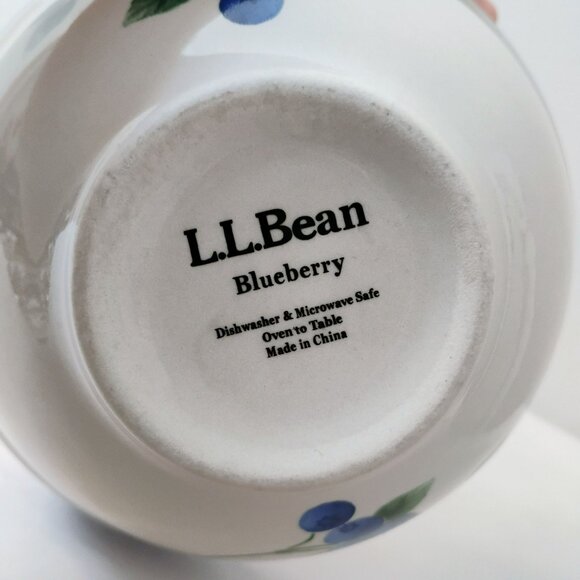 L.L.Bean
Blueberry
Dishwasher & Microwave Safe
Oven to Table
Made in China